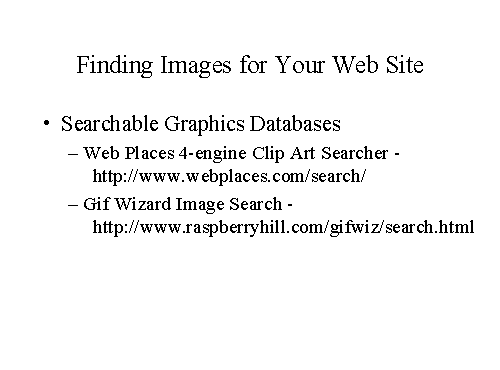 Finding Images for Your Web Site
• Searchable Graphics Databases
– Web Places 4-engine Clip Art Searcher -
http://www.webplaces.com/search/
– Gif Wizard Image Search -
http://www.raspberryhill.com/gifwiz/search.html